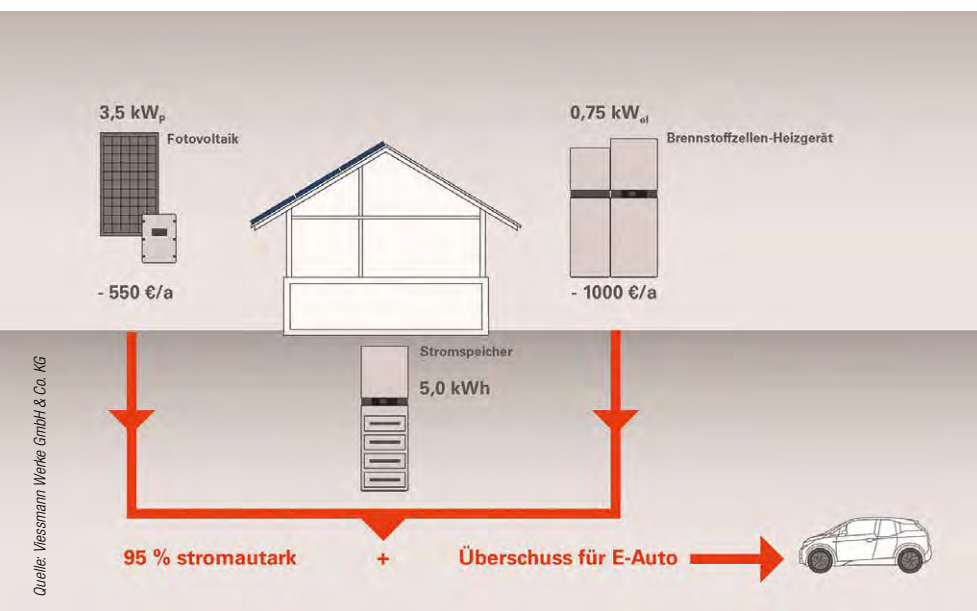 3,5 kWp
Fotovoltaik
- 550 €/a
0,75 kWel
Brennstoffzellen-Heizgerät
- 1000 €/a
Stromspeicher
5,0 kWh
95 % stromautark + Überschuss für E-Auto
Quelle: Viessmann Werke GmbH & Co. KG